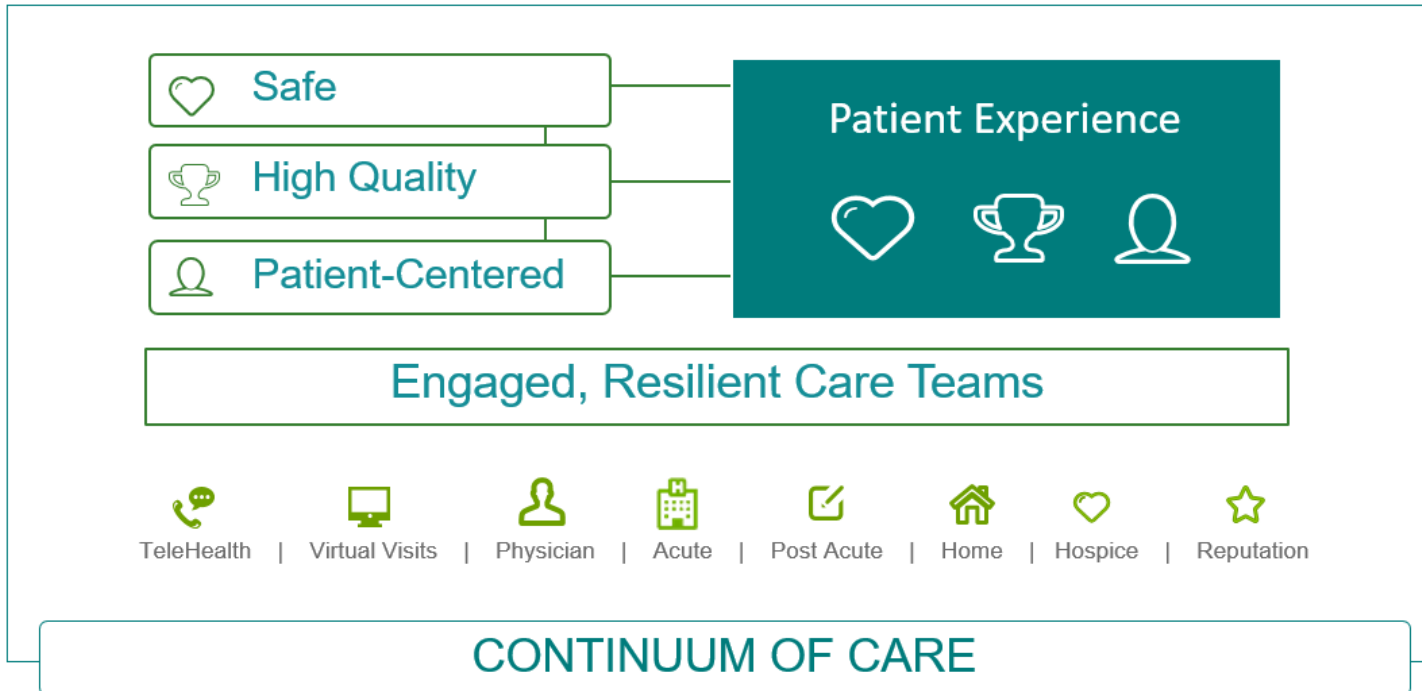 Safe
High Quality
Patient-Centered
Patient Experience
Engaged, Resilient Care Teams
TeleHealth | Virtual Visits | Physician | Acute | Post Acute | Home | Hospice | Reputation
CONTINUUM OF CARE